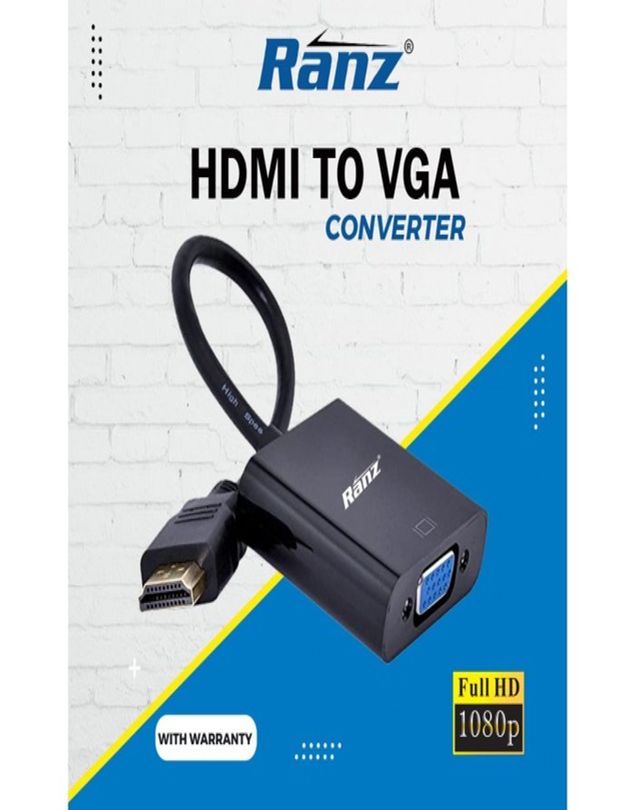 Ranz®
HDMI TO VGA
CONVERTER
High Spee
Ranz
WITH WARRANTY
Full HD
1080p